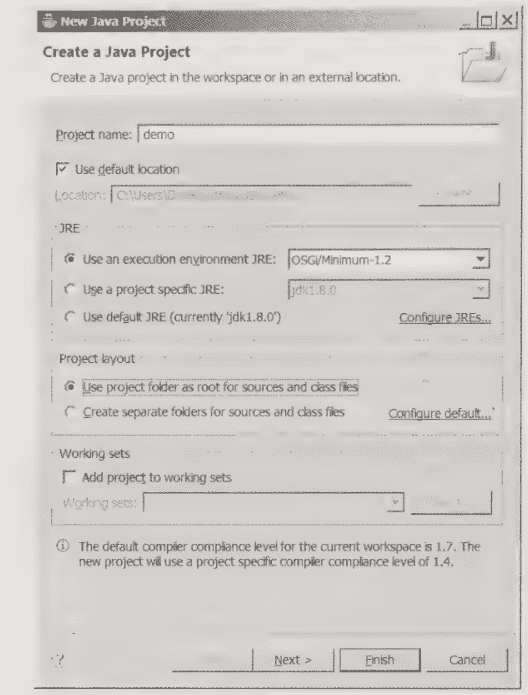 New Java Project
Create a Java Project
Create a Java project in the workspace or in an external location.
Project name: demo
Use default location
Location: C:\Users\D
JRE
Use an execution environment JRE: OSGi/Minimum-1.2
Use a project specific JRE: jdk1.8.0
Use default JRE (currently 'jdk1.8.0') Configure JREs...
Project layout
Use project folder as root for sources and class files
Create separate folders for sources and class files Configure default...
Working sets
Add project to working sets
Working sets:
The default compiler compliance level for the current workspace is 1.7. The
new project will use a project specific compiler compliance level of 1.4.
? Next > Finish Cancel